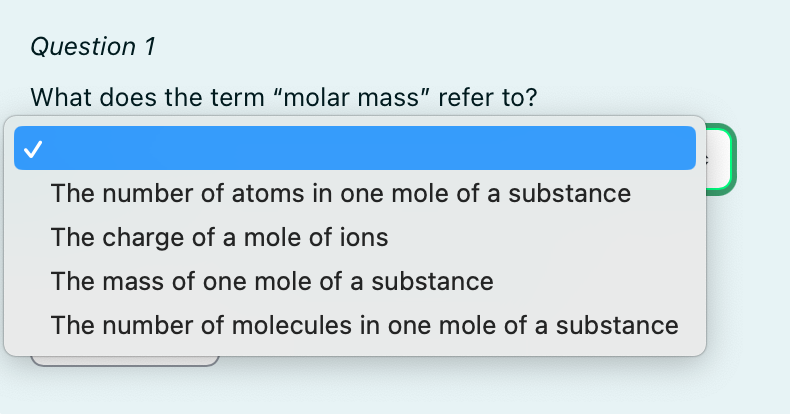 Question 1
What does the term “molar mass” refer to?
The number of atoms in one mole of a substance
The charge of a mole of ions
The mass of one mole of a substance
The number of molecules in one mole of a substance